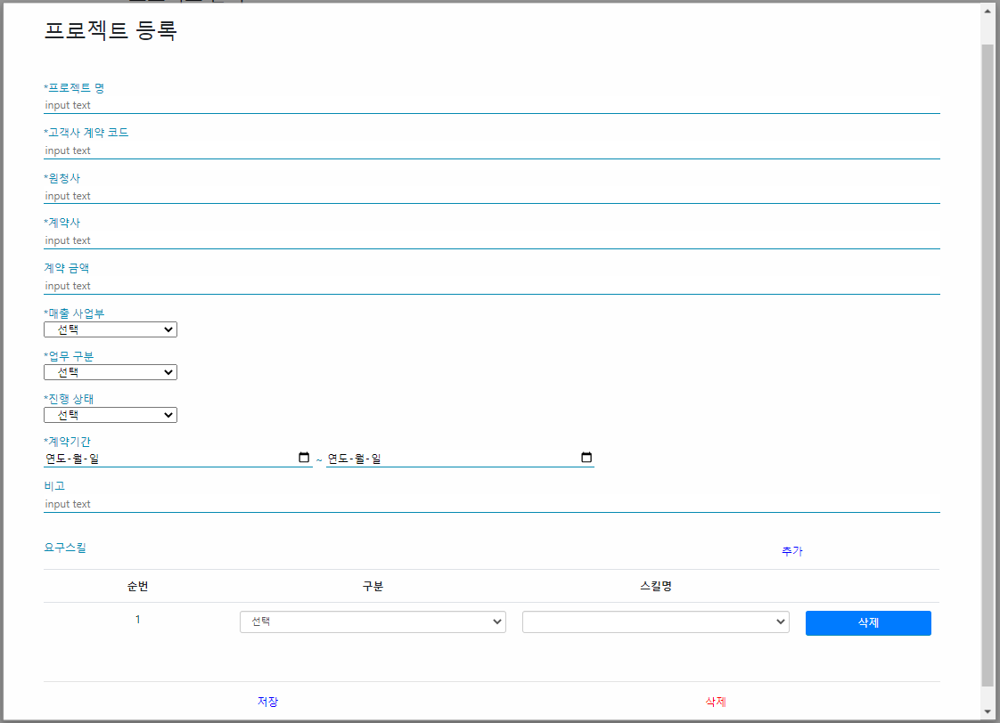 프로젝트 등록
*프로젝트 명
input text
*고객사 계약 코드
input text
*원청사
input text
*계약사
input text
계약 금액
input text
*매출 사업부
선택
*업무 구분
선택
*진행 상태
선택
*계약기간
연도-월-일 ~ 연도-월-일
비고
input text
요구스킬 추가
순번 구분 스킬명
1 선택 삭제
저장 삭제